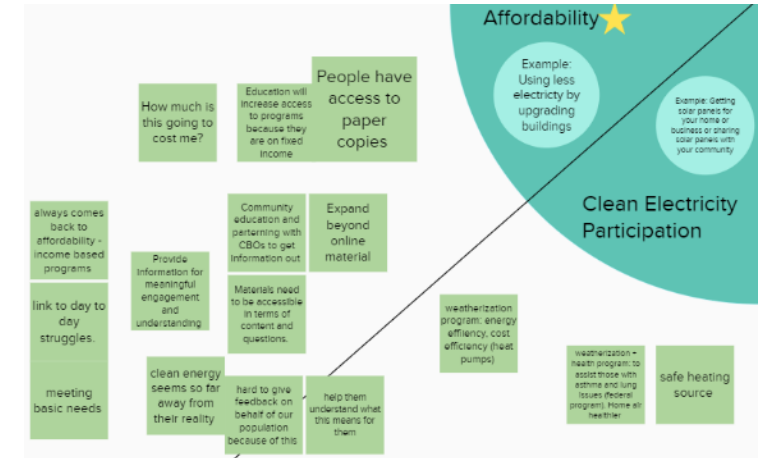 Affordability
Example:
Using less
electricty by
upgrading
buildings
Example: Getting
solar panels for
your home or
business or sharing
solar panels with
your community
Clean Electricity
Participation
How much is
this going to
cost me?
Education will
increase access
to programs
because they
are on fixed
income
People have
access to
paper
copies
always comes
back to
affordability -
income based
programs
Provide
information for
meaningful
engagement
and
understanding
Community
education and
parterning with
CBOs to get
information out
Expand
beyond
online
material
link to day to
day
struggles.
Materials need
to be accessible
in terms of
content and
questions.
meeting
basic needs
clean energy
seems so far
away from
their reality
hard to give
feedback on
behalf of our
population
because of this
help them
understand what
this means for
them
weatherization
program: energy
effiiency, cost
efficiency (heat
pumps)
weatherization +
health program: to
assist those with
asthma and lung
issues (federal
program). Home air
healthier
safe heating
source